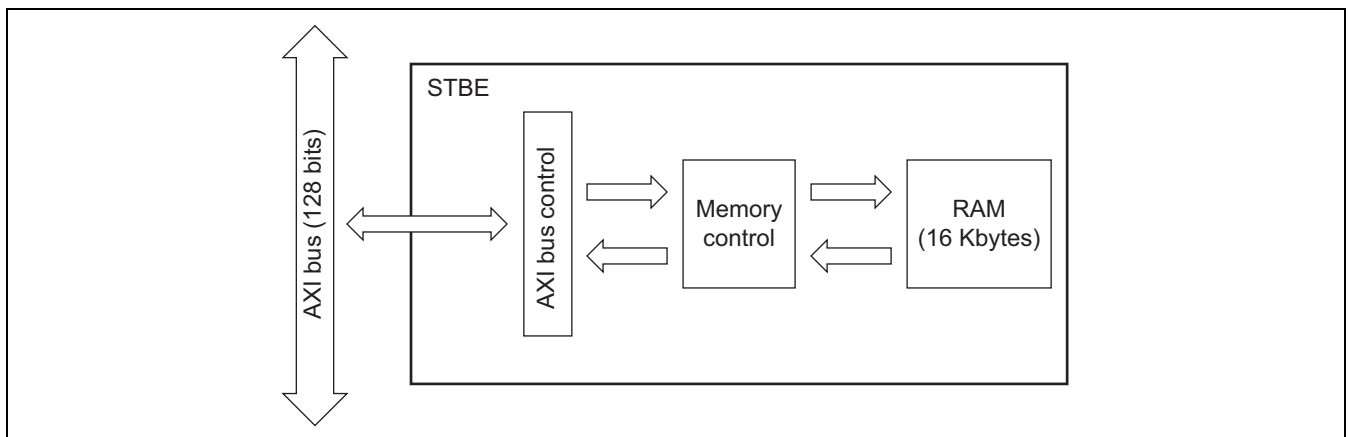 AXI bus (128 bits)
STBE
AXI bus control
Memory
control
RAM
(16 Kbytes)